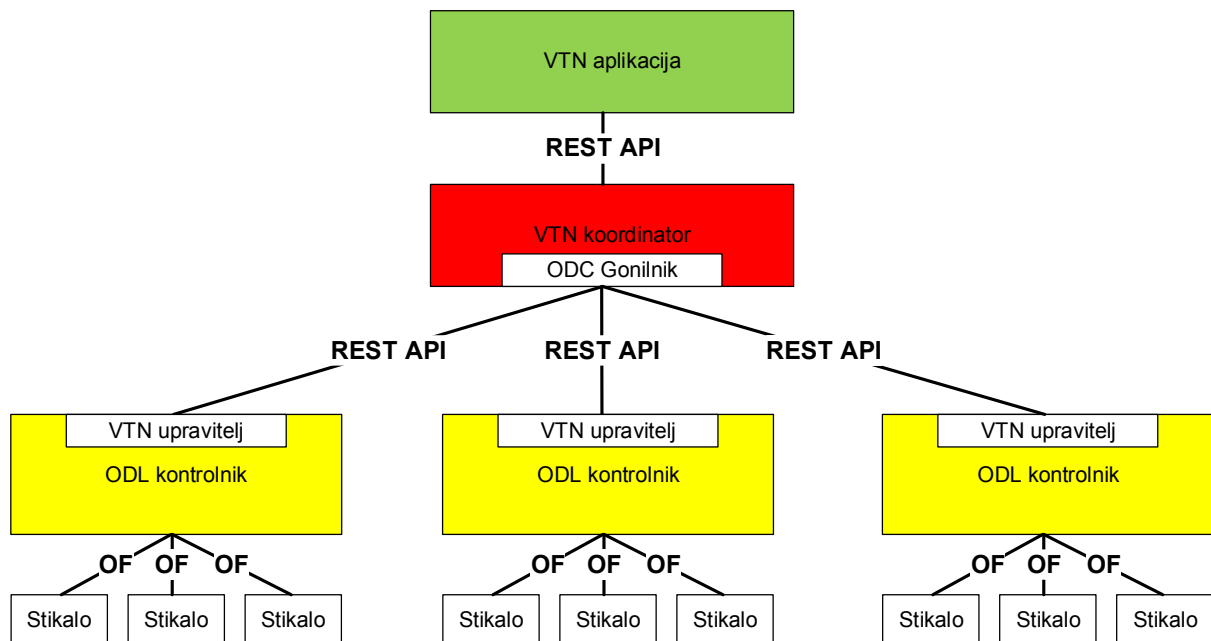 VTN aplikacija
REST API
VTN koordinator
ODC Gonilnik
REST API REST API REST API
VTN upravitelj VTN upravitelj VTN upravitelj
ODL kontrolnik ODL kontrolnik ODL kontrolnik
OF OF OF OF OF OF OF OF OF
Stikalo Stikalo Stikalo Stikalo Stikalo Stikalo Stikalo Stikalo Stikalo